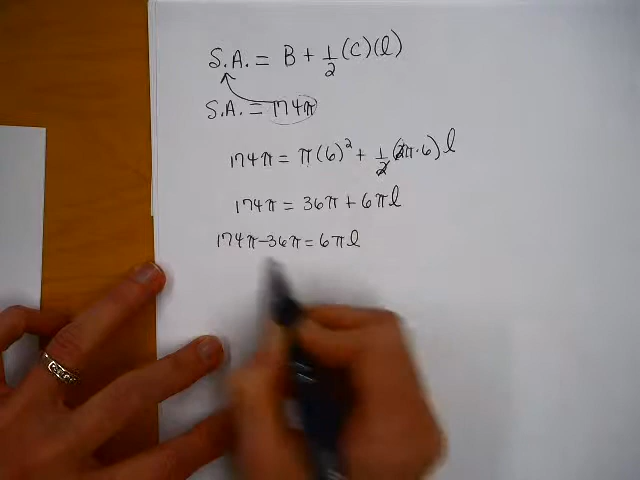 S.A. = B + 1/2 (C)(l)
S.A. = 174π
174π = π(6)² + 1/2 (2π·6) l
174π = 36π + 6πl
174π-36π = 6πl